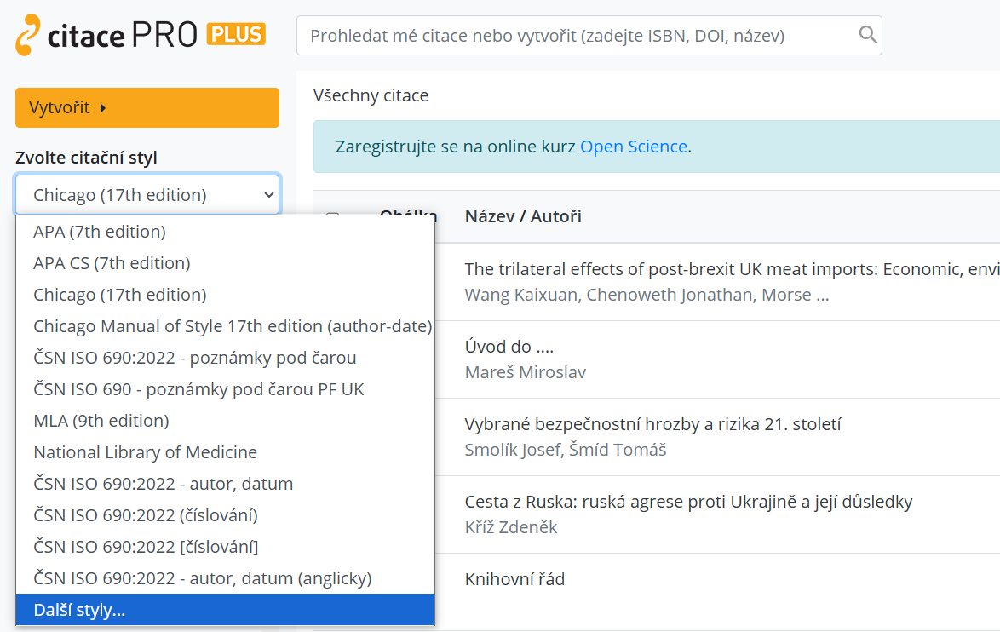 citace PRO PLUS
Prohledat mé citace nebo vytvořit (zadejte ISBN, DOI, název)
Vytvořit
Zvolte citační styl
Chicago (17th edition)
APA (7th edition)
APA CS (7th edition)
Chicago (17th edition)
Chicago Manual of Style 17th edition (author-date)
ČSN ISO 690:2022 - poznámky pod čarou
ČSN ISO 690 - poznámky pod čarou PF UK
MLA (9th edition)
National Library of Medicine
ČSN ISO 690:2022 - autor, datum
ČSN ISO 690:2022 (číslování)
ČSN ISO 690:2022 [číslování]
ČSN ISO 690:2022 - autor, datum (anglicky)
Další styly...
Všechny citace
Zaregistrujte se na online kurz Open Science.
Obálka
Název / Autoři
The trilateral effects of post-brexit UK meat imports: Economic, envi
Wang Kaixuan, Chenoweth Jonathan, Morse ...
Úvod do ....
Mareš Miroslav
Vybrané bezpečnostní hrozby a rizika 21. století
Smolík Josef, Šmíd Tomáš
Cesta z Ruska: ruská agrese proti Ukrajině a její důsledky
Kříž Zdeněk
Knihovní řád